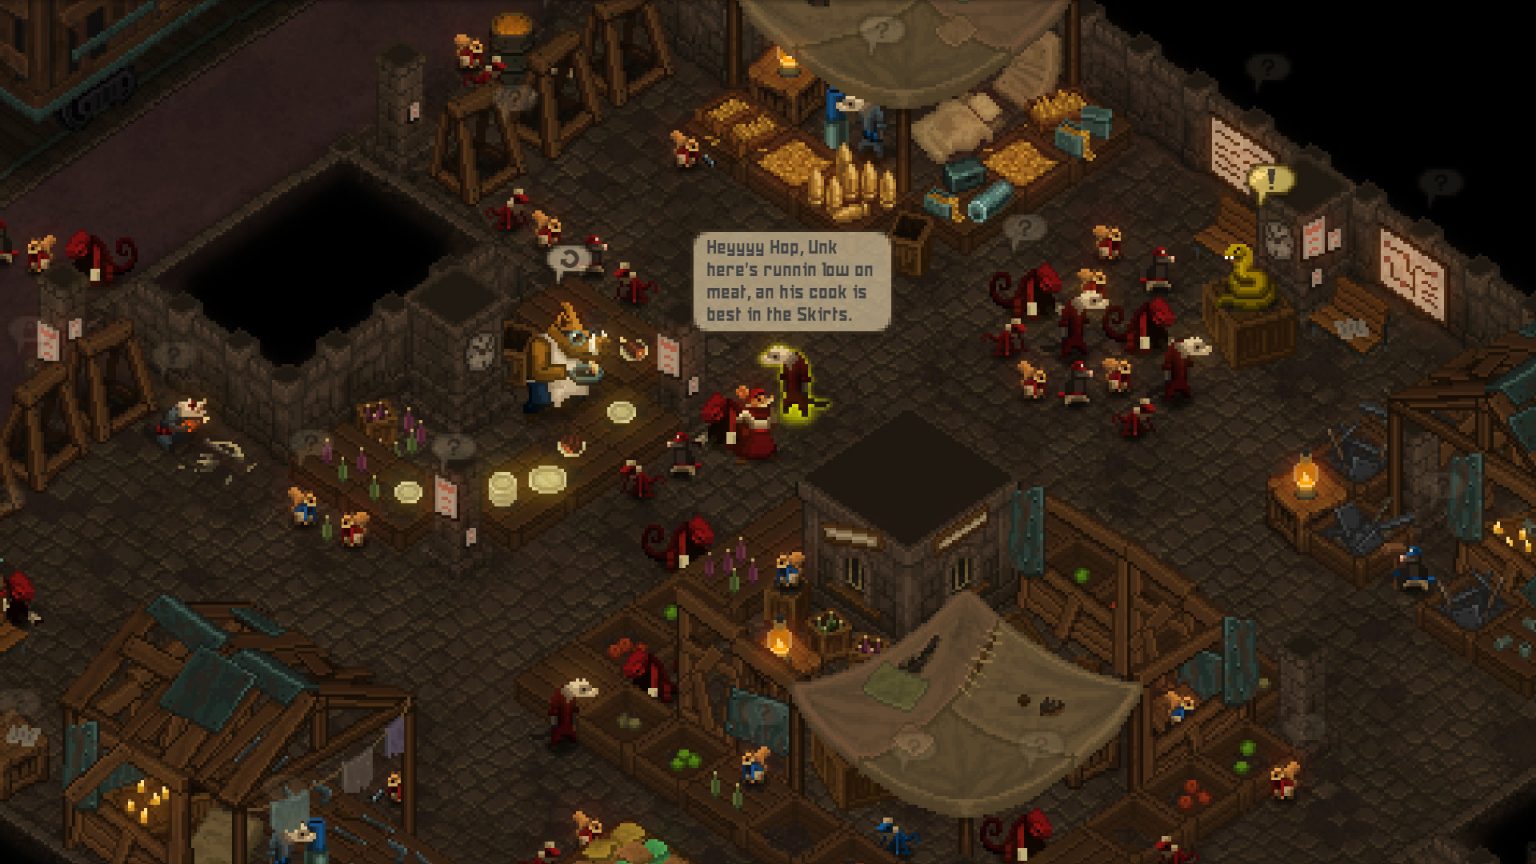 Heyyyy Hop, Unk
here's runnin low on
meat, an his cook is
best in the Skirts.